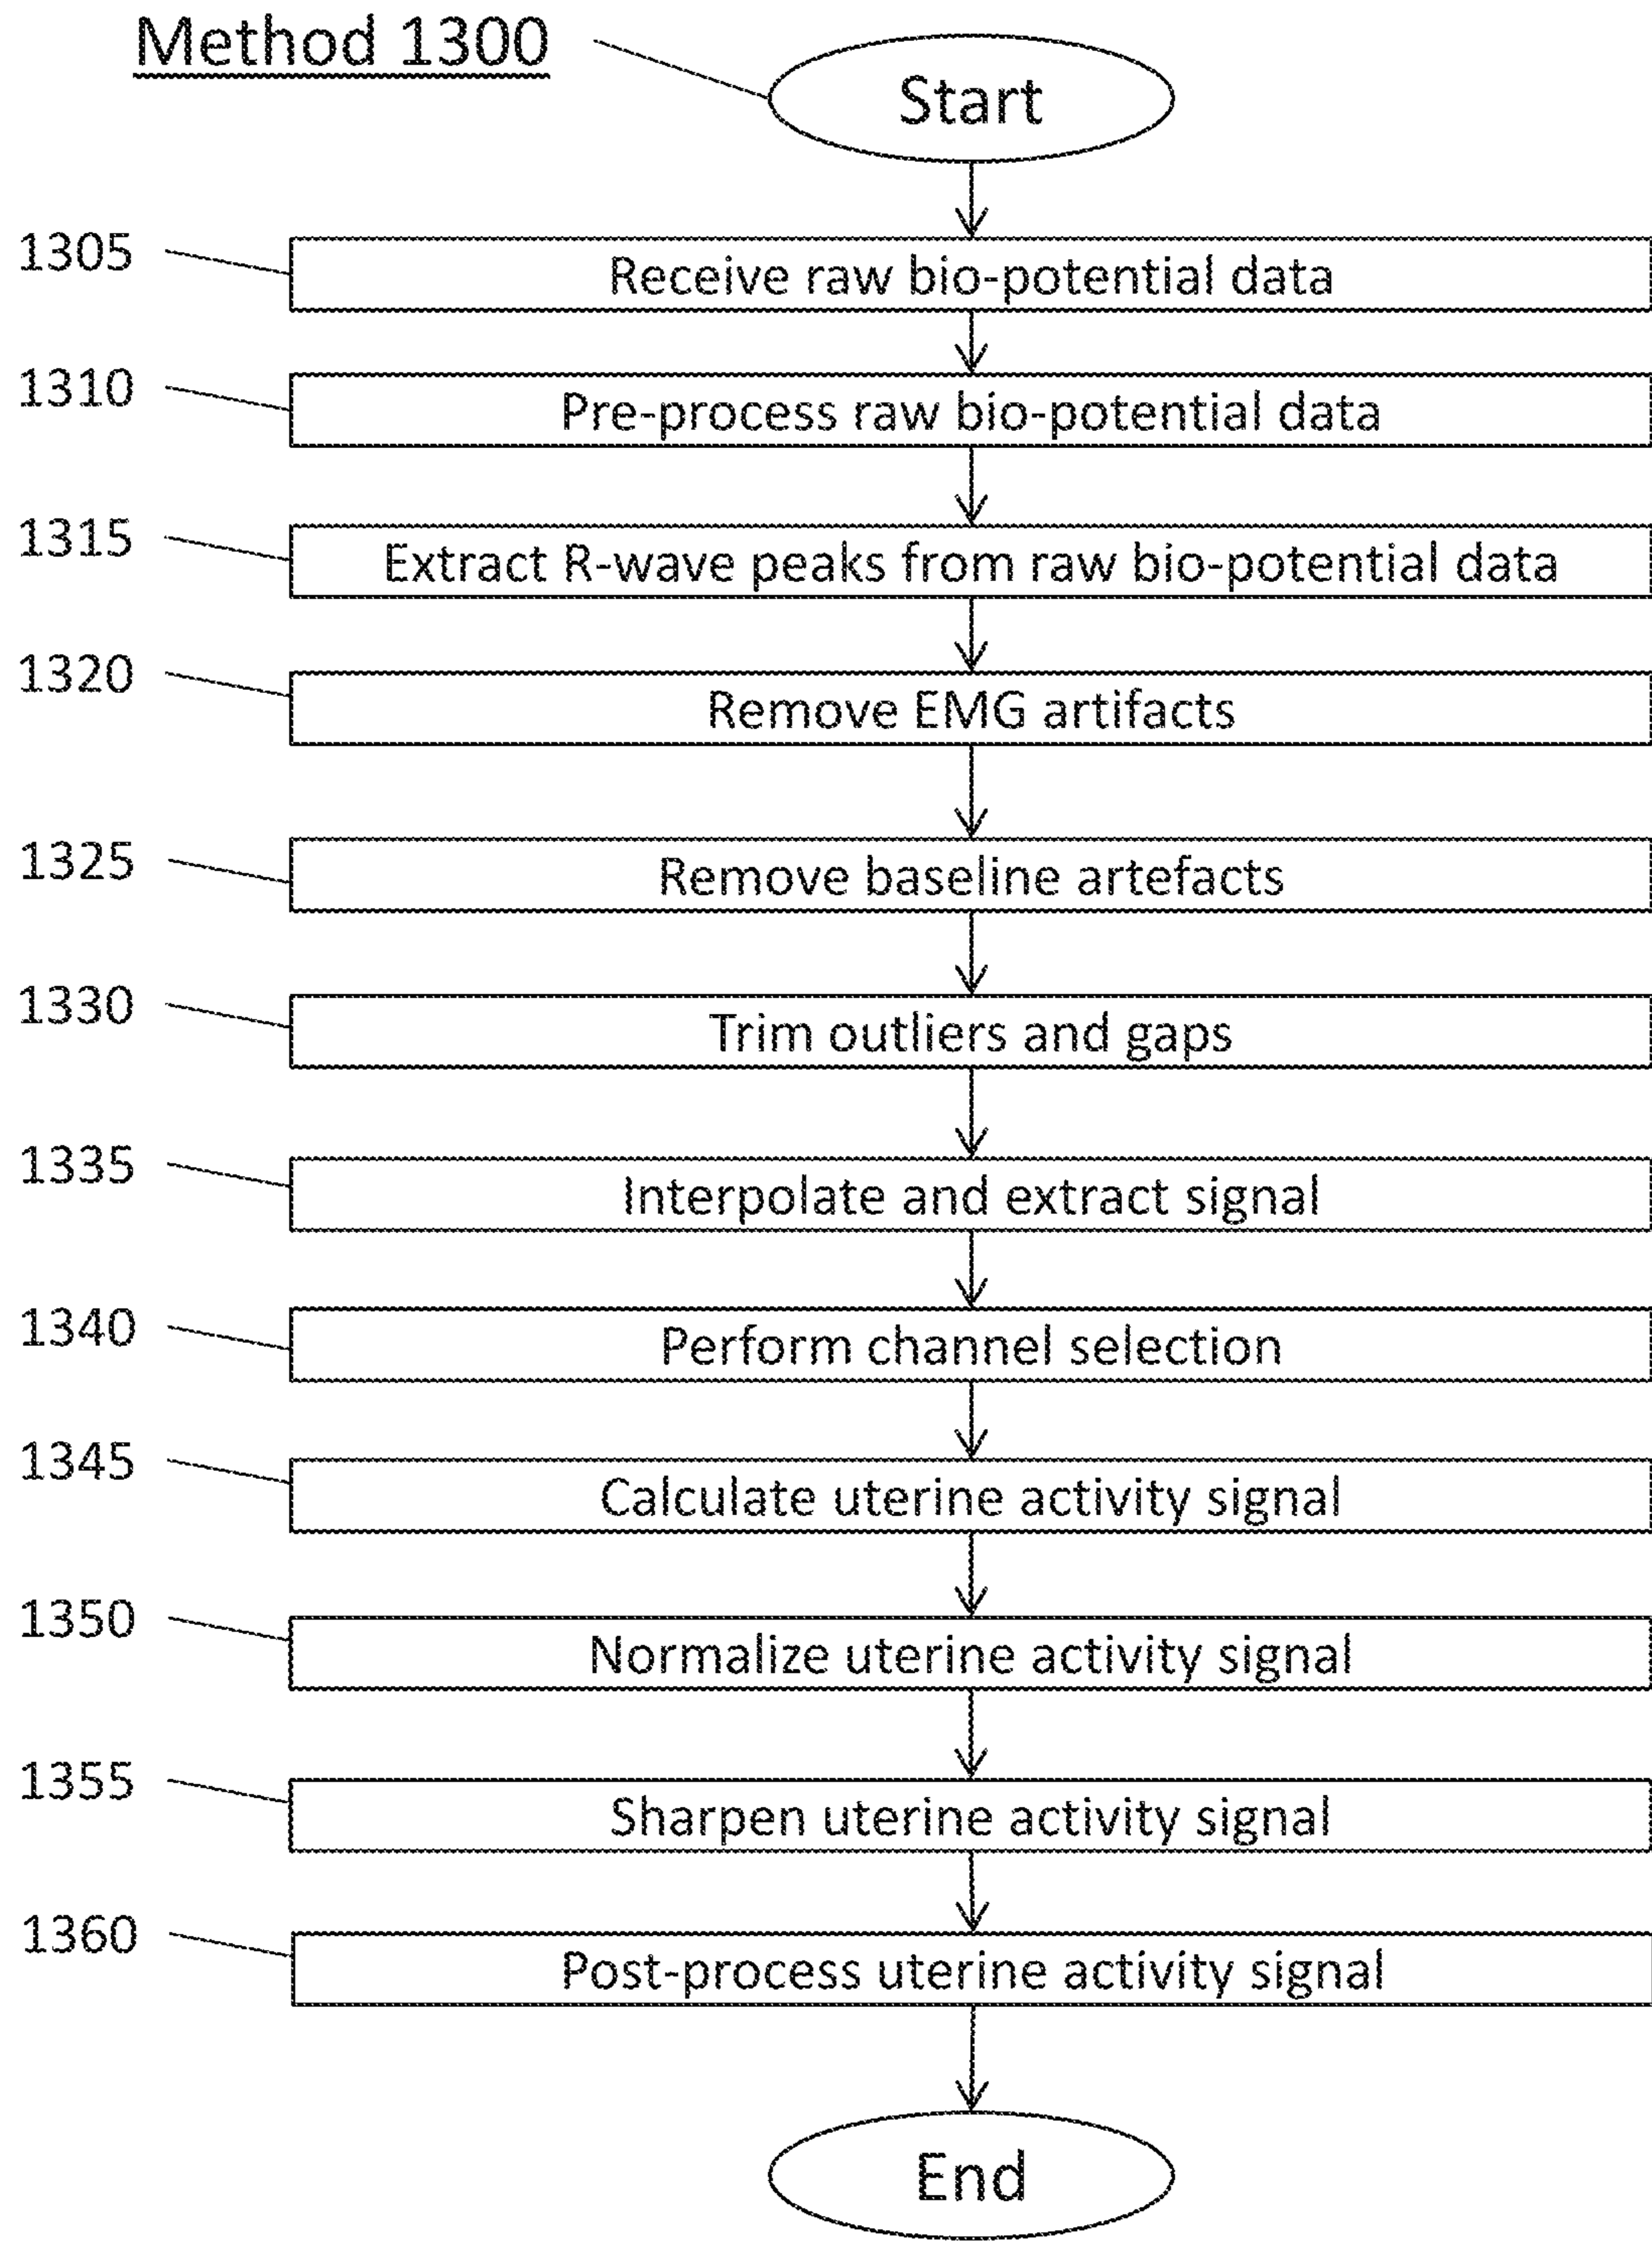 Method 1300
Start
1305
Receive raw bio-potential data
1310
Pre-process raw bio-potential data
1315
Extract R-wave peaks from raw bio-potential data
1320
Remove EMG artifacts
1325
Remove baseline artefacts
1330
Trim outliers and gaps
1335
Interpolate and extract signal
1340
Perform channel selection
1345
Calculate uterine activity signal
1350
Normalize uterine activity signal
1355
Sharpen uterine activity signal
1360
Post-process uterine activity signal
End